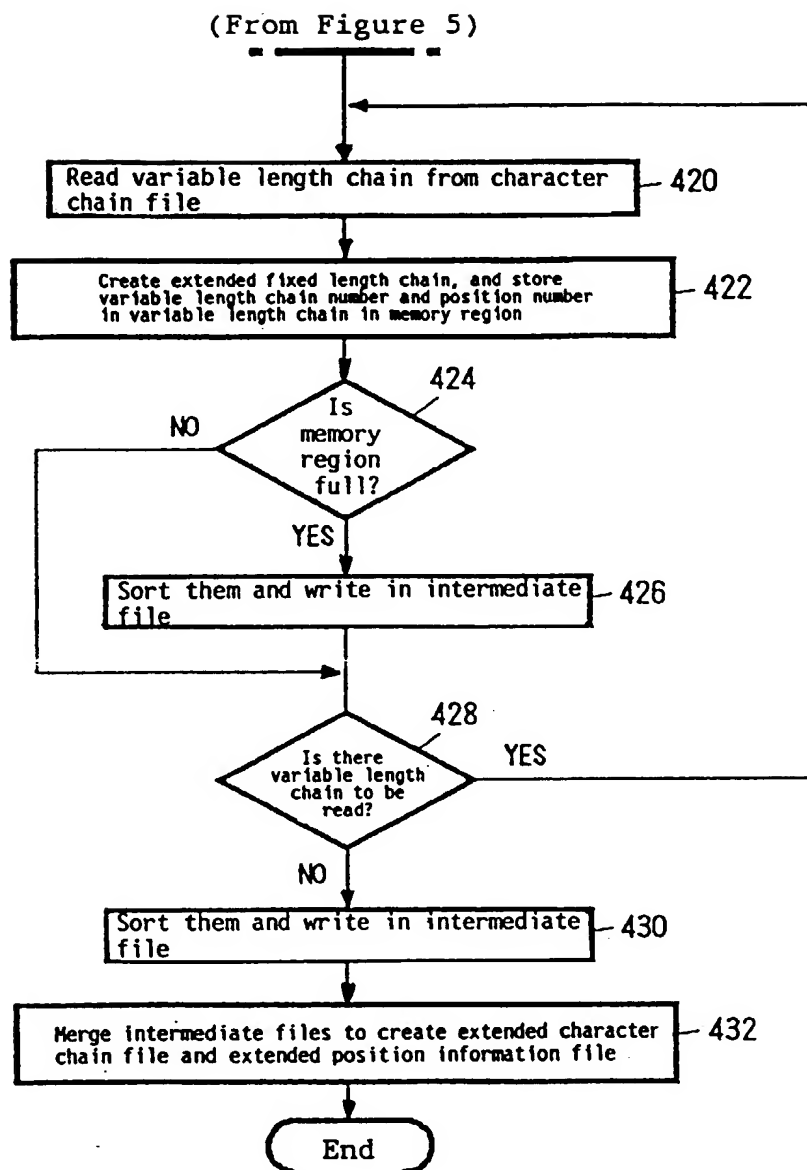 (From Figure 5)
Read variable length chain from character
chain file
420
Create extended fixed length chain, and store
variable length chain number and position number
in variable length chain in memory region
422
424
Is
memory
region
full?
NO
YES
Sort them and write in intermediate
file
426
428
Is there
variable length
chain to be
read?
YES
NO
Sort them and write in intermediate
file
430
Merge intermediate files to create extended character
chain file and extended position information file
432
End